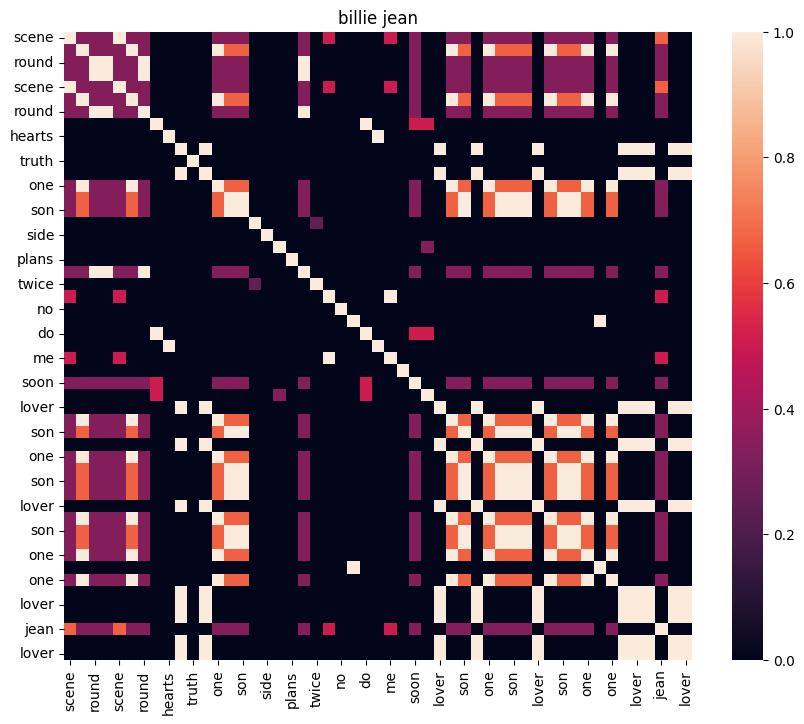 billie jean
scene
round
scene
round
hearts
truth
one
son
side
plans
twice
no
do
me
soon
lover
son
one
son
lover
son
one
one
lover
jean
lover
scene
round
scene
round
hearts
truth
one
son
side
plans
twice
no
do
me
soon
lover
son
one
son
lover
son
one
one
lover
jean
lover
1.0
0.8
0.6
0.4
0.2
0.0